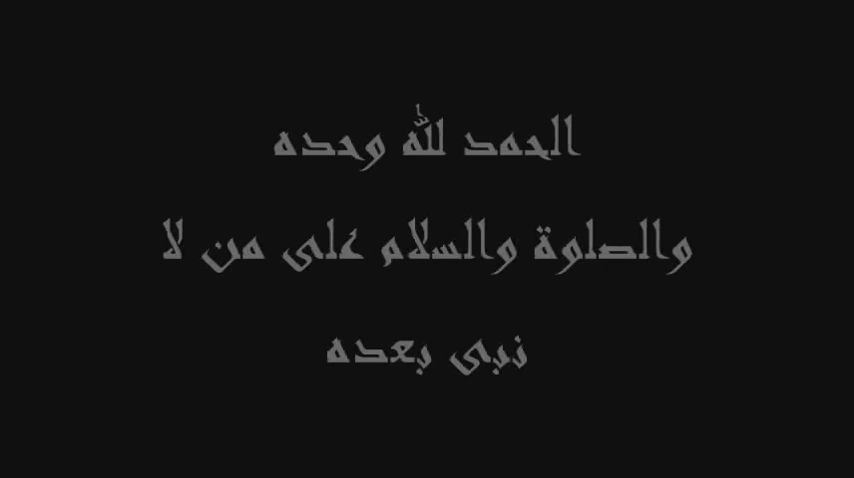 الحمد لله وحده
والصلوة والسلام على من لا
نبى بعده